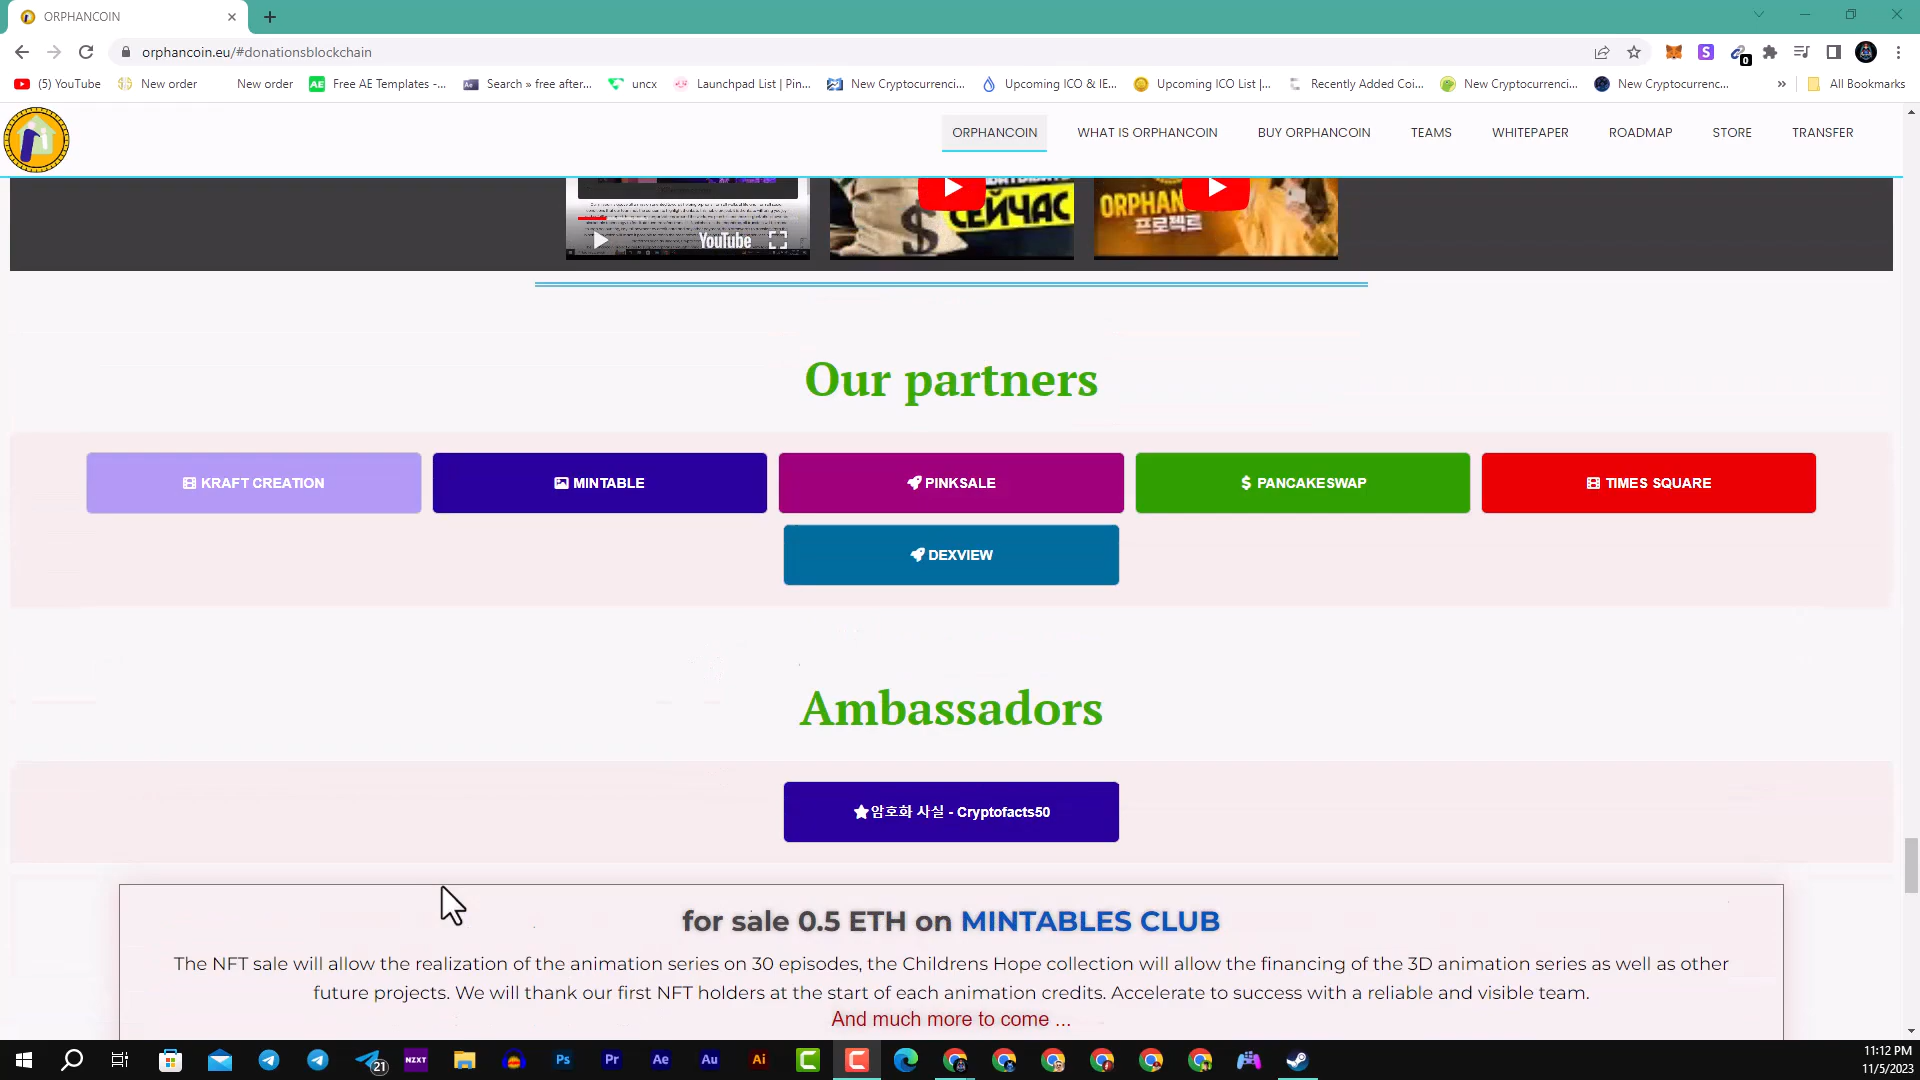 ORPHANCOIN
orphancoin.eu/#donationsblockchain
(5) YouTube New order New order Free AE Templates -... Search » free after... uncx Launchpad List | Pin... New Cryptocurrenci... Upcoming ICO & IE... Upcoming ICO List |... Recently Added Coi... New Cryptocurrenci... New Cryptocurrenc... » All Bookmarks
ORPHANCOIN WHAT IS ORPHANCOIN BUY ORPHANCOIN TEAMS WHITEPAPER ROADMAP STORE TRANSFER
СЕЙЧАС
ORPHAN
프로젝트
YouTube
Our partners
KRAFT CREATION MINTABLE PINKSALE PANCAKESWAP TIMES SQUARE
DEXVIEW
Ambassadors
암호화 사실 - Cryptofacts50
for sale 0.5 ETH on MINTABLES CLUB
The NFT sale will allow the realization of the animation series on 30 episodes, the Childrens Hope collection will allow the financing of the 3D animation series as well as other
future projects. We will thank our first NFT holders at the start of each animation credits. Accelerate to success with a reliable and visible team.
And much more to come ...
21 NZXT Ps Pr Ae Au Ai
11:12 PM
11/5/2023